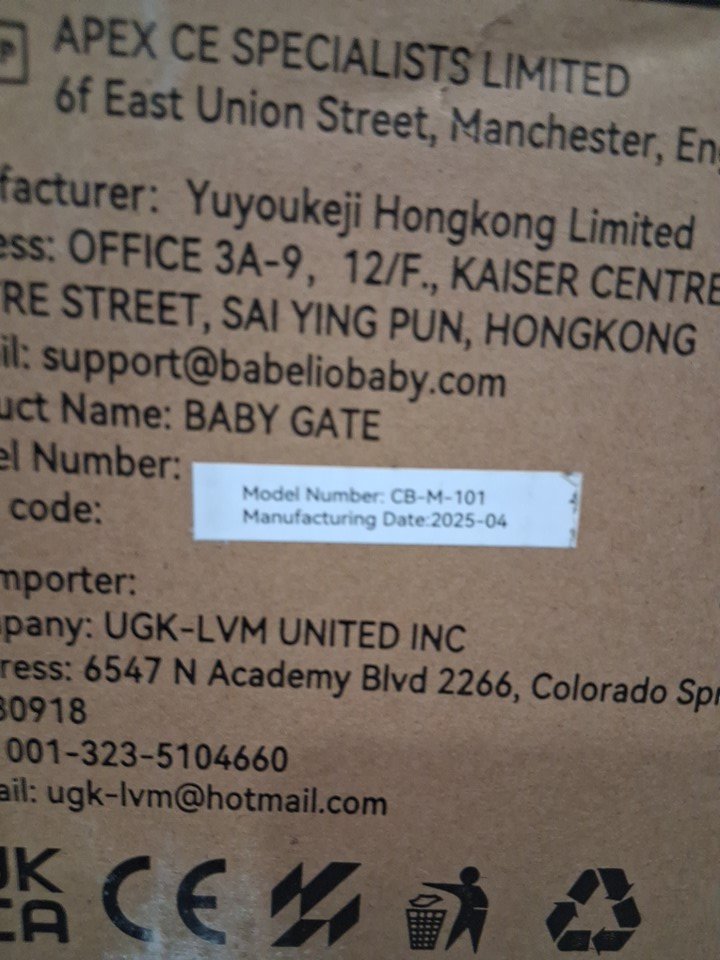 APEX CE SPECIALISTS LIMITED
6f East Union Street, Manchester, En
facturer: Yuyoukeji Hongkong Limited
ess: OFFICE 3A-9, 12/F., KAISER CENTRE
RE STREET, SAI YING PUN, HONGKONG
il: support@babeliobaby.com
uct Name: BABY GATE
el Number:
Model Number: CB-M-101
code:
Manufacturing Date:2025-04
mporter:
pany: UGK-LVM UNITED INC
ress: 6547 N Academy Blvd 2266, Colorado Spr
80918
001-323-5104660
ail: ugk-lvm@hotmail.com
UK
CA
CE